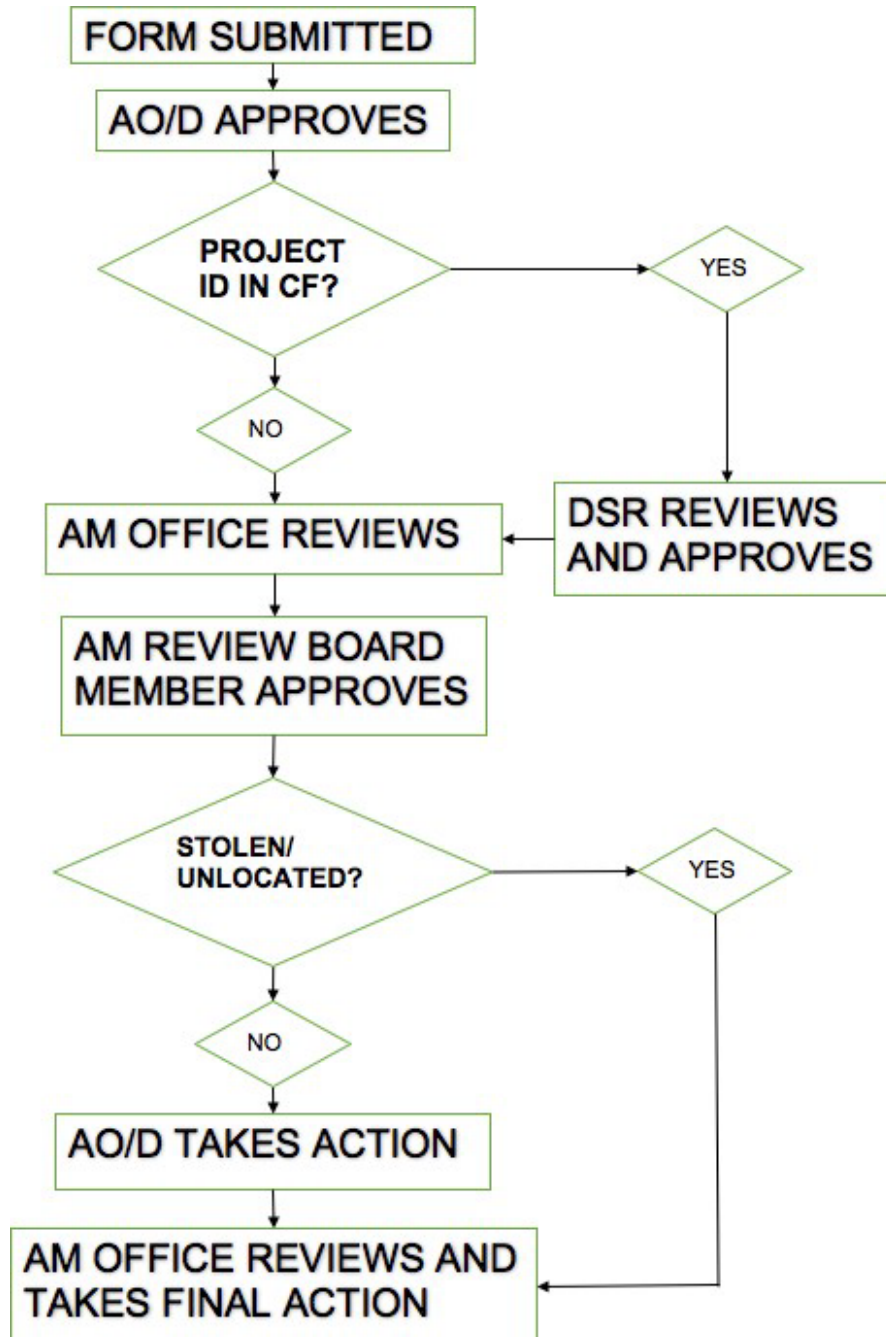 FORM SUBMITTED
AO/D APPROVES
PROJECT
ID IN CF?
YES
NO
AM OFFICE REVIEWS
DSR REVIEWS
AND APPROVES
AM REVIEW BOARD
MEMBER APPROVES
STOLEN/
UNLOCATED?
YES
NO
AO/D TAKES ACTION
AM OFFICE REVIEWS AND
TAKES FINAL ACTION